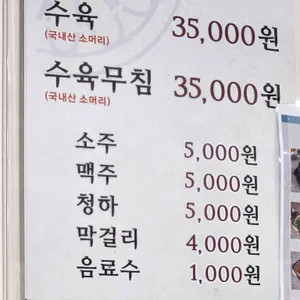 수육 35,000원
(국내산 소머리)
수육무침 35,000원
(국내산 소머리)
소주 5,000원
맥주 5,000원
청하 5,000원
막걸리 4,000원
음료수 1,000원